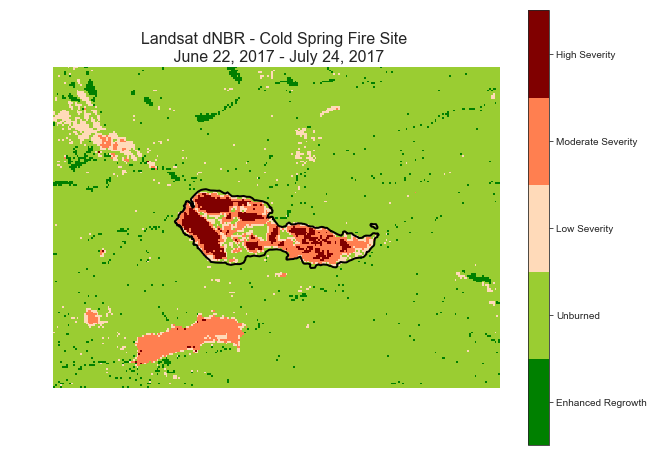 Landsat dNBR - Cold Spring Fire Site
June 22, 2017 - July 24, 2017
High Severity
Moderate Severity
Low Severity
Unburned
Enhanced Regrowth